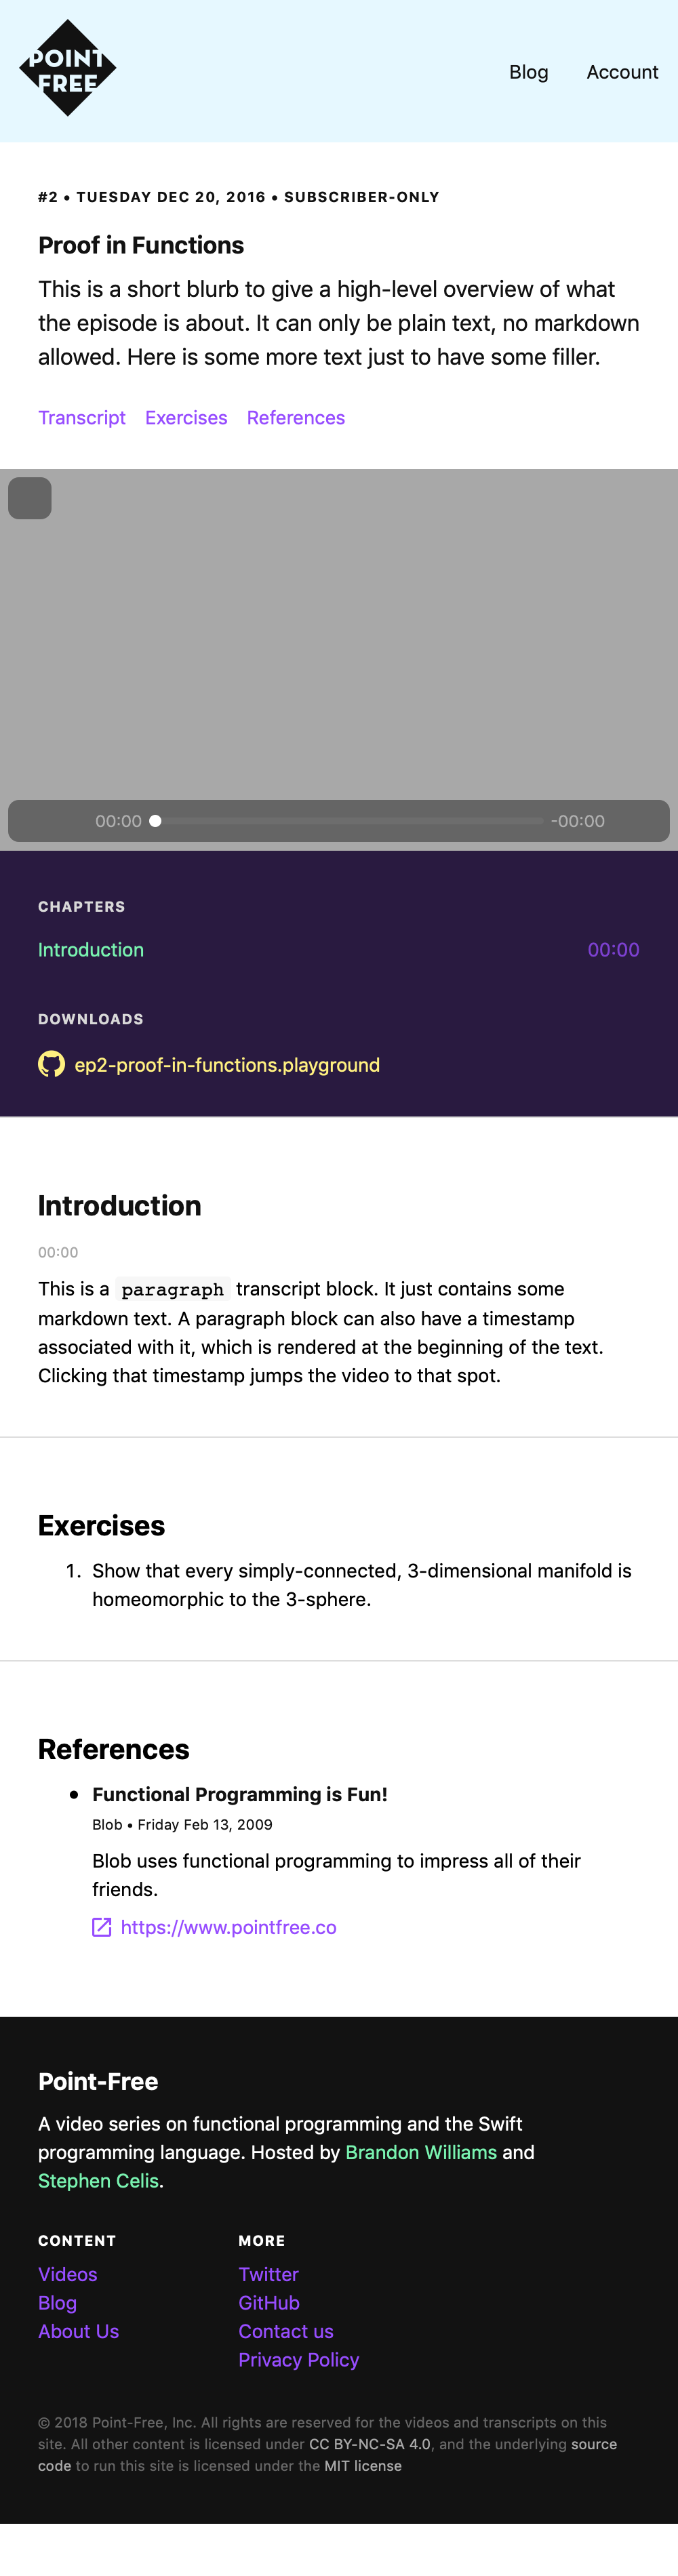 POINT
FREE
Blog Account
#2 • TUESDAY DEC 20, 2016 • SUBSCRIBER-ONLY
Proof in Functions
This is a short blurb to give a high-level overview of what
the episode is about. It can only be plain text, no markdown
allowed. Here is some more text just to have some filler.
Transcript Exercises References
00:00 -00:00
CHAPTERS
Introduction 00:00
DOWNLOADS
ep2-proof-in-functions.playground
Introduction
00:00
This is a paragraph transcript block. It just contains some
markdown text. A paragraph block can also have a timestamp
associated with it, which is rendered at the beginning of the text.
Clicking that timestamp jumps the video to that spot.
Exercises
1. Show that every simply-connected, 3-dimensional manifold is
homeomorphic to the 3-sphere.
References
• Functional Programming is Fun!
Blob • Friday Feb 13, 2009
Blob uses functional programming to impress all of their
friends.
https://www.pointfree.co
Point-Free
A video series on functional programming and the Swift
programming language. Hosted by Brandon Williams and
Stephen Celis.
CONTENT MORE
Videos Twitter
Blog GitHub
About Us Contact us
Privacy Policy
© 2018 Point-Free, Inc. All rights are reserved for the videos and transcripts on this
site. All other content is licensed under CC BY-NC-SA 4.0, and the underlying source
code to run this site is licensed under the MIT license